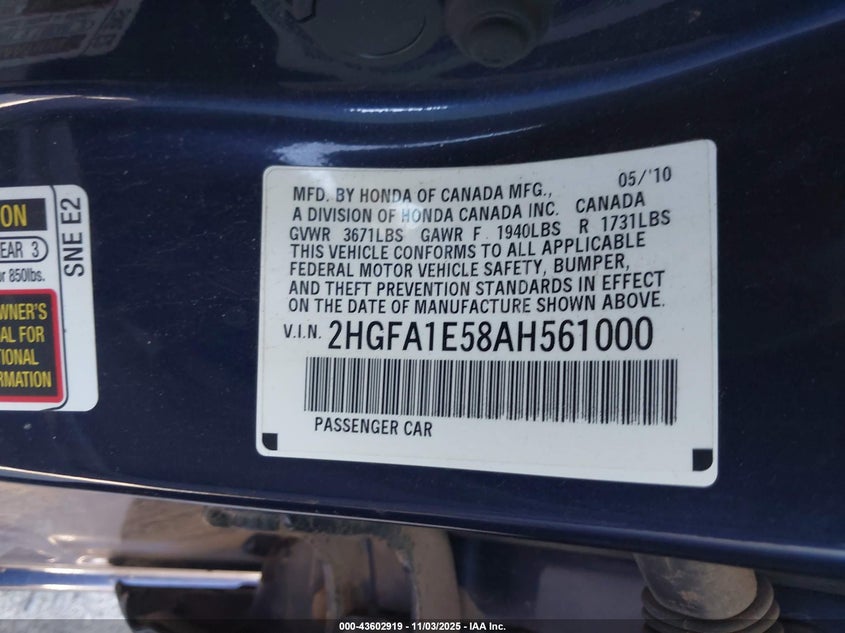 ON
EAR 3
or 850lbs.
SNE E2
WNER'S
AL FOR
TIONAL
RMATION
MFD. BY HONDA OF CANADA MFG., 05/'10
A DIVISION OF HONDA CANADA INC. CANADA
GVWR 3671LBS GAWR F 1940LBS R 1731LBS
THIS VEHICLE CONFORMS TO ALL APPLICABLE
FEDERAL MOTOR VEHICLE SAFETY, BUMPER,
AND THEFT PREVENTION STANDARDS IN EFFECT
ON THE DATE OF MANUFACTURE SHOWN ABOVE.
V.I.N. 2HGFA1E58AH561000
PASSENGER CAR
000-43602919 - 11/03/2025 - IAA Inc.